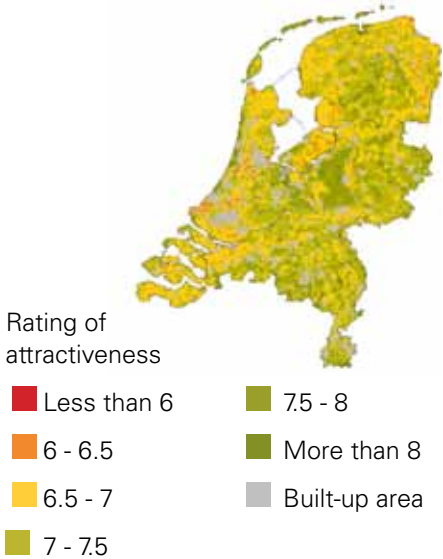 Rating of
attractiveness
Less than 6
6 - 6.5
6.5 - 7
7 - 7.5
7.5 - 8
More than 8
Built-up area